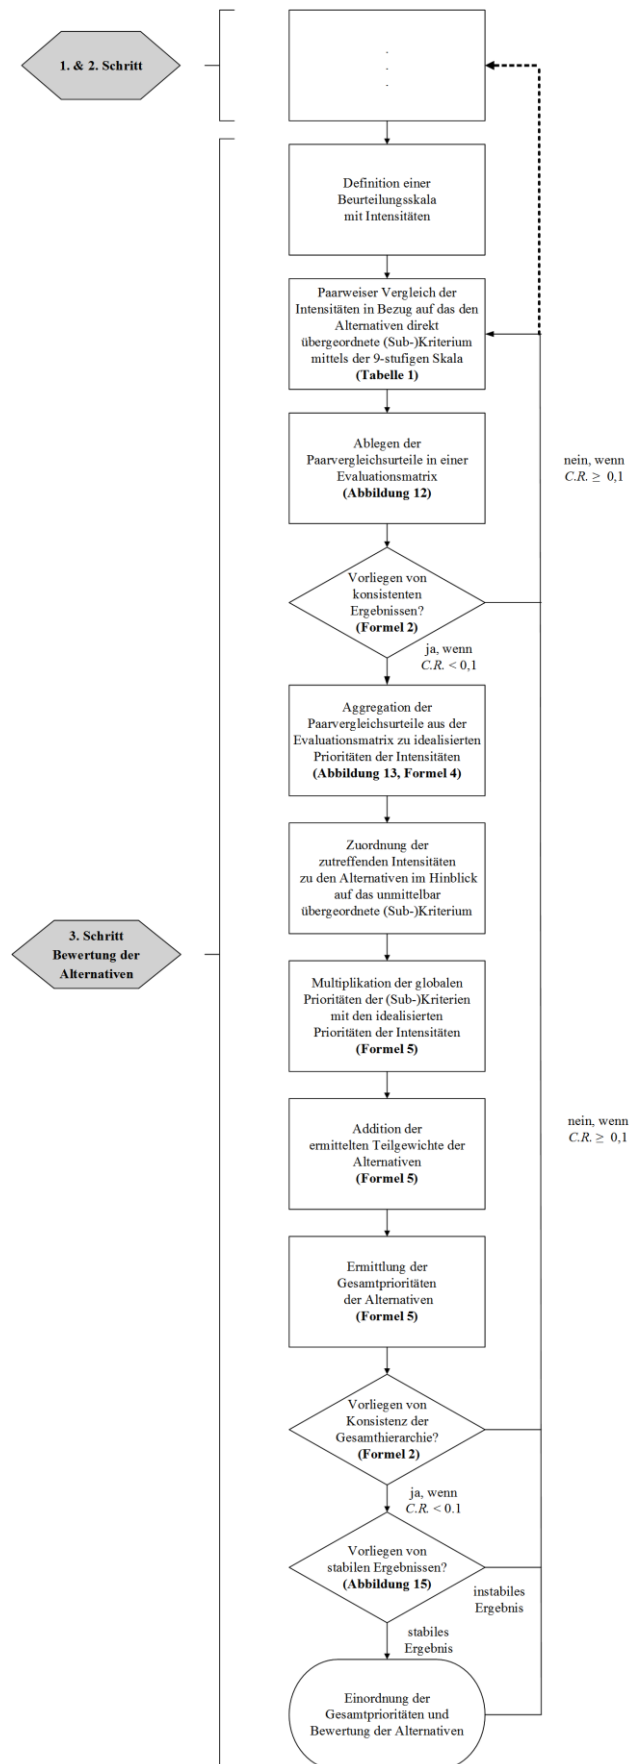 1. & 2. Schritt
.
.
.
Definition einer
Beurteilungsskala
mit Intensitäten
Paarweiser Vergleich der
Intensitäten in Bezug auf das den
Alternativen direkt
übergeordnete (Sub-)Kriterium
mittels der 9-stufigen Skala
(Tabelle 1)
Ablegen der
Paarvergleichsurteile in einer
Evaluationsmatrix
(Abbildung 12)
nein, wenn
C.R. ≥ 0,1
Vorliegen von
konsistenten
Ergebnissen?
(Formel 2)
ja, wenn
C.R. < 0,1
Aggregation der
Paarvergleichsurteile aus der
Evaluationsmatrix zu idealisierten
Prioritäten der Intensitäten
(Abbildung 13, Formel 4)
Zuordnung der
zutreffenden Intensitäten
zu den Alternativen im Hinblick
auf das unmittelbar
übergeordnete (Sub-)Kriterium
3. Schritt
Bewertung der
Alternativen
Multiplikation der globalen
Prioritäten der (Sub-)Kriterien
mit den idealisierten
Prioritäten der Intensitäten
(Formel 5)
Addition der
ermittelten Teilgewichte der
Alternativen
(Formel 5)
nein, wenn
C.R. ≥ 0,1
Ermittlung der
Gesamtprioritäten
der Alternativen
(Formel 5)
Vorliegen von
Konsistenz der
Gesamthierarchie?
(Formel 2)
ja, wenn
C.R. < 0.1
Vorliegen von
stabilen Ergebnissen?
(Abbildung 15)
instabiles
Ergebnis
stabiles
Ergebnis
Einordnung der
Gesamtprioritäten und
Bewertung der Alternativen